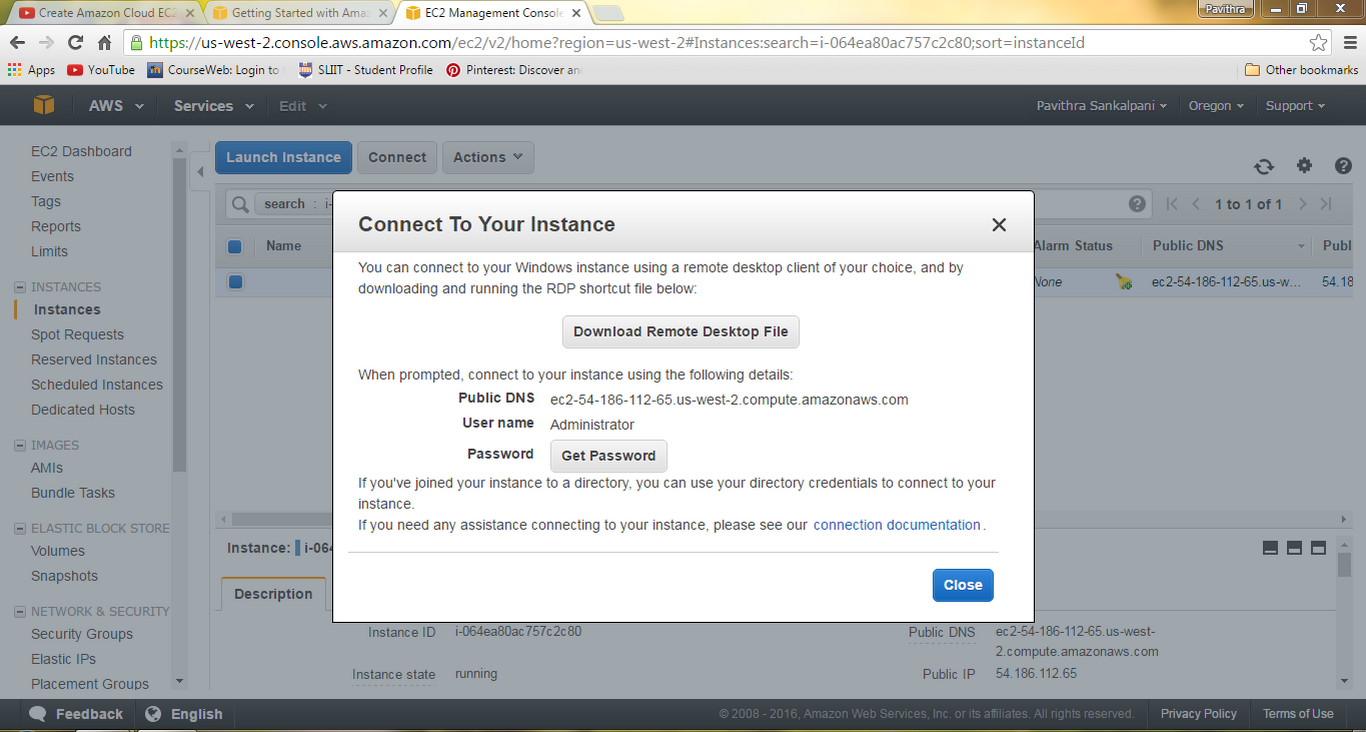 Create Amazon Cloud EC2
Getting Started with Amaz
EC2 Management Console
Pavithra
https://us-west-2.console.aws.amazon.com/ec2/v2/home?region=us-west-2#Instances:search=i-064ea80ac757c2c80;sort=instanceId
Apps YouTube CourseWeb: Login to SLIIT - Student Profile Pinterest: Discover an Other bookmarks
AWS Services Edit Pavithra Sankalpani Oregon Support
EC2 Dashboard
Events
Tags
Reports
Limits
INSTANCES
Instances
Spot Requests
Reserved Instances
Scheduled Instances
Dedicated Hosts
IMAGES
AMIs
Bundle Tasks
ELASTIC BLOCK STORE
Volumes
Snapshots
NETWORK & SECURITY
Security Groups
Elastic IPs
Placement Groups
Launch Instance Connect Actions
search : i- 1 to 1 of 1
Name Alarm Status Public DNS Publ
None ec2-54-186-112-65.us-w... 54.18
Connect To Your Instance
You can connect to your Windows instance using a remote desktop client of your choice, and by
downloading and running the RDP shortcut file below:
Download Remote Desktop File
When prompted, connect to your instance using the following details:
Public DNS ec2-54-186-112-65.us-west-2.compute.amazonaws.com
User name Administrator
Password Get Password
If you've joined your instance to a directory, you can use your directory credentials to connect to your
instance.
If you need any assistance connecting to your instance, please see our connection documentation.
Close
Instance: i-064
Description
Instance ID i-064ea80ac757c2c80 Public DNS ec2-54-186-112-65.us-west-
2.compute.amazonaws.com
Instance state running Public IP 54.186.112.65
Feedback English © 2008 - 2016, Amazon Web Services, Inc. or its affiliates. All rights reserved. Privacy Policy Terms of Use